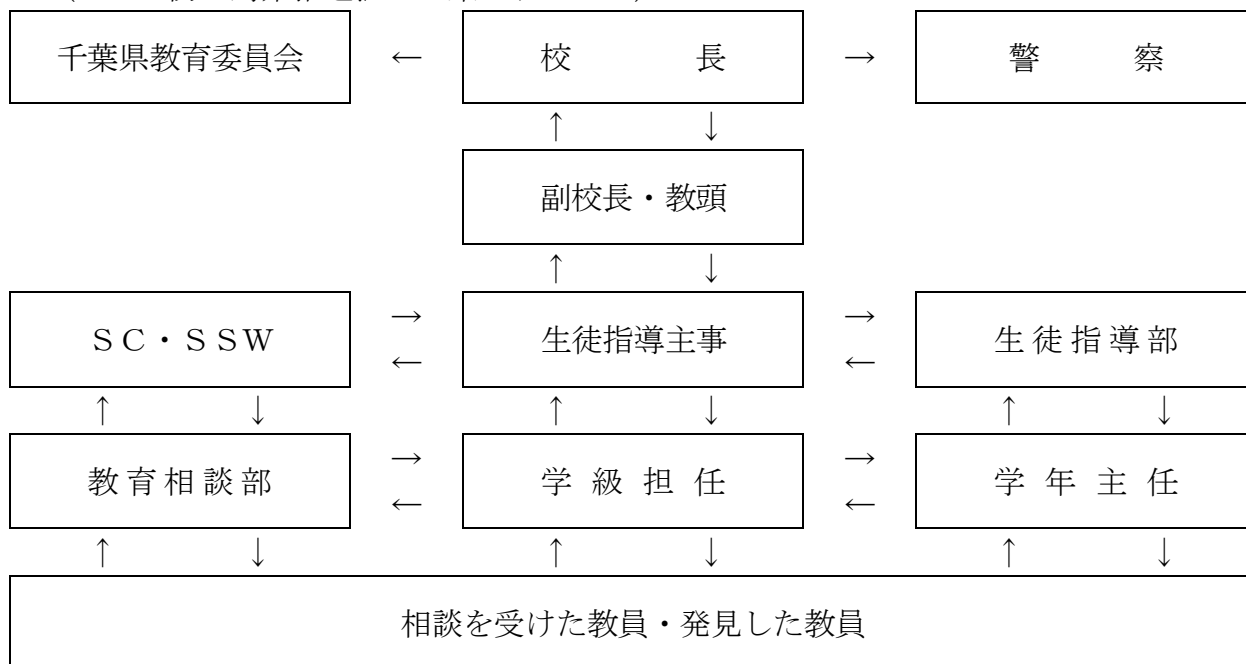 千葉県教育委員会 ← 校長 → 警察
↑ ↓
副校長・教頭
↑ ↓
ＳＣ・ＳＳＷ → ← 生徒指導主事 → ← 生徒指導部
↑ ↓ ↑ ↓ ↑ ↓
教育相談部 → ← 学級担任 → ← 学年主任
↑ ↓ ↑ ↓ ↑ ↓
相談を受けた教員・発見した教員